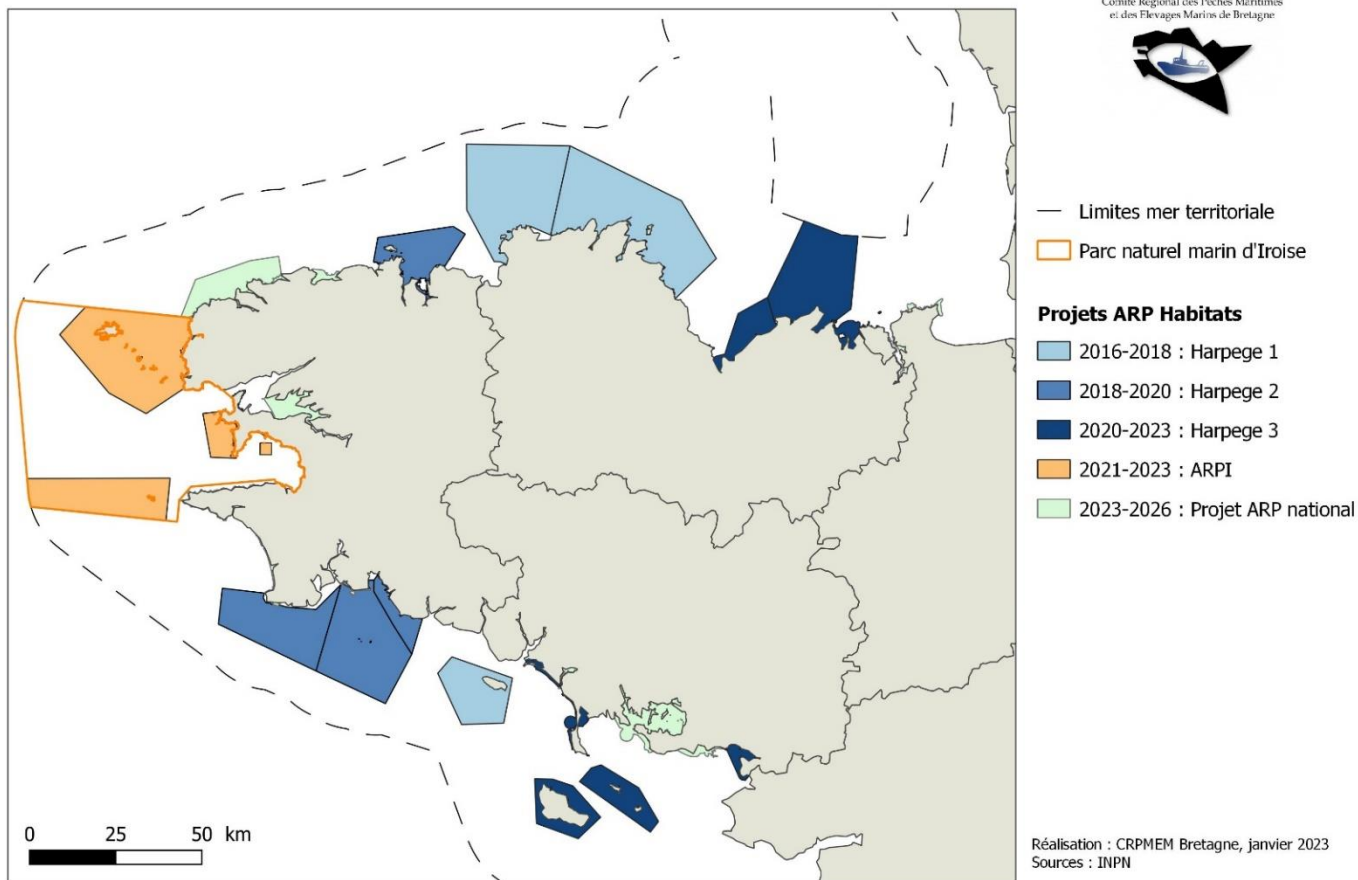 Comité Régional des Pêches Maritimes
et des Elevages Marins de Bretagne
Limites mer territoriale
Parc naturel marin d'Iroise
Projets ARP Habitats
2016-2018 : Harpege 1
2018-2020 : Harpege 2
2020-2023 : Harpege 3
2021-2023 : ARPI
2023-2026 : Projet ARP national
0 25 50 km
Réalisation : CRPMEM Bretagne, janvier 2023
Sources : INPN